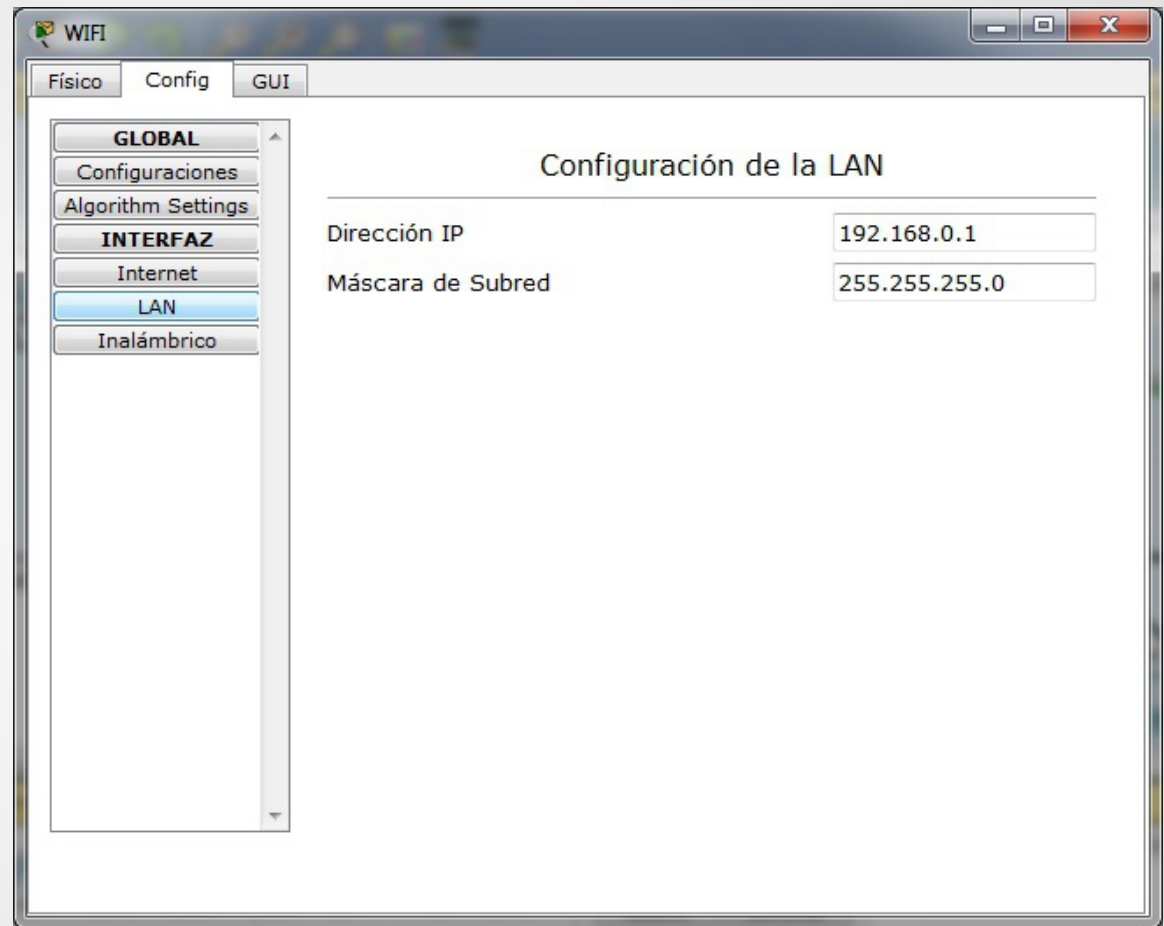 WIFI
Físico
Config
GUI
GLOBAL
Configuraciones
Algorithm Settings
INTERFAZ
Internet
LAN
Inalámbrico
Configuración de la LAN
Dirección IP
192.168.0.1
Máscara de Subred
255.255.255.0